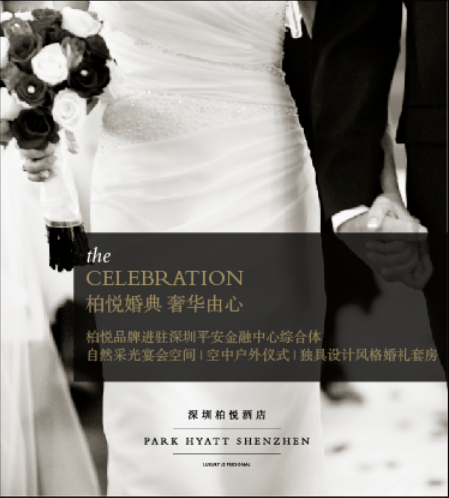 the
CELEBRATION
柏悦婚典 奢华由心
柏悦品牌进驻深圳平安金融中心综合体
自然采光宴会空间 | 空中户外仪式 | 独具设计风格婚礼套房
深圳柏悦酒店
PARK HYATT SHENZHEN
LUXURY IS PERSONAL